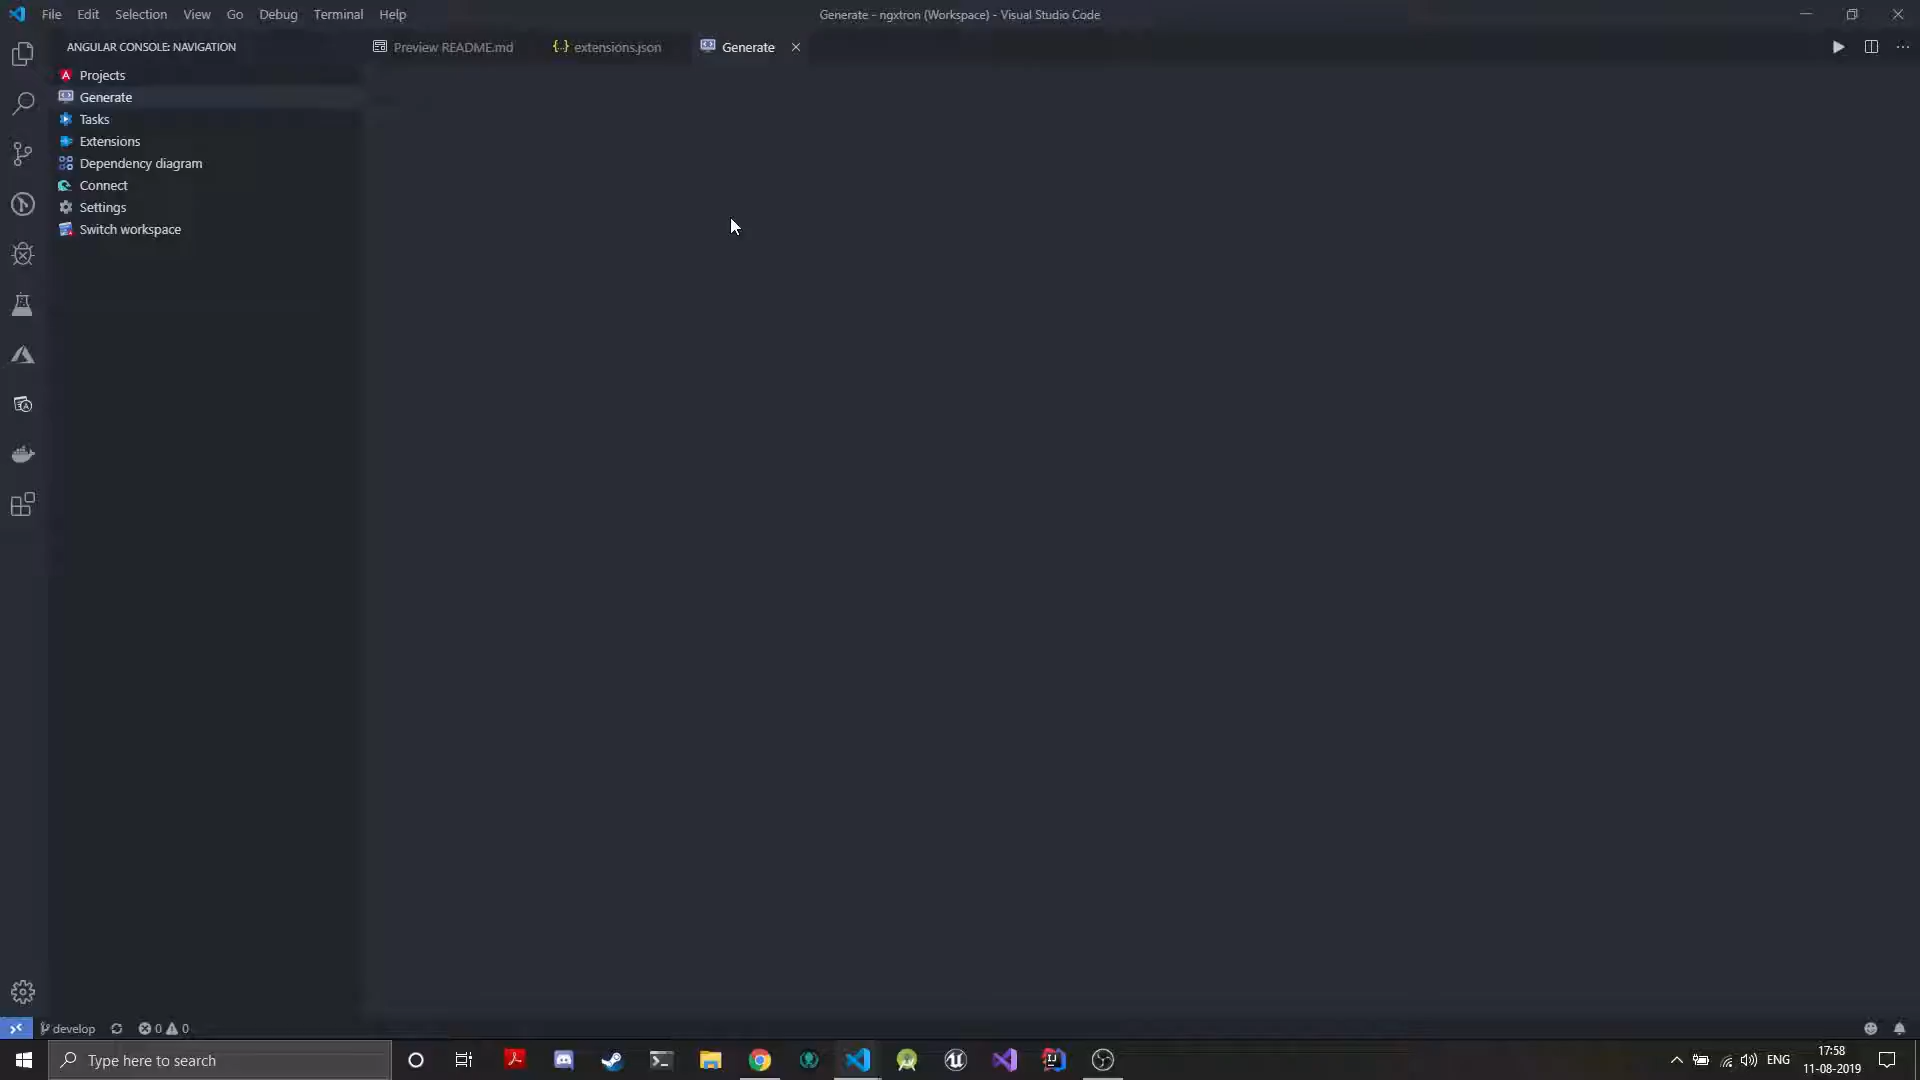 File Edit Selection View Go Debug Terminal Help
Generate - ngxtron (Workspace) - Visual Studio Code
ANGULAR CONSOLE: NAVIGATION
Preview README.md
{..} extensions.json
Generate
Projects
Generate
Tasks
Extensions
Dependency diagram
Connect
Settings
Switch workspace
develop 0 0
Type here to search
ENG
17:58
11-08-2019